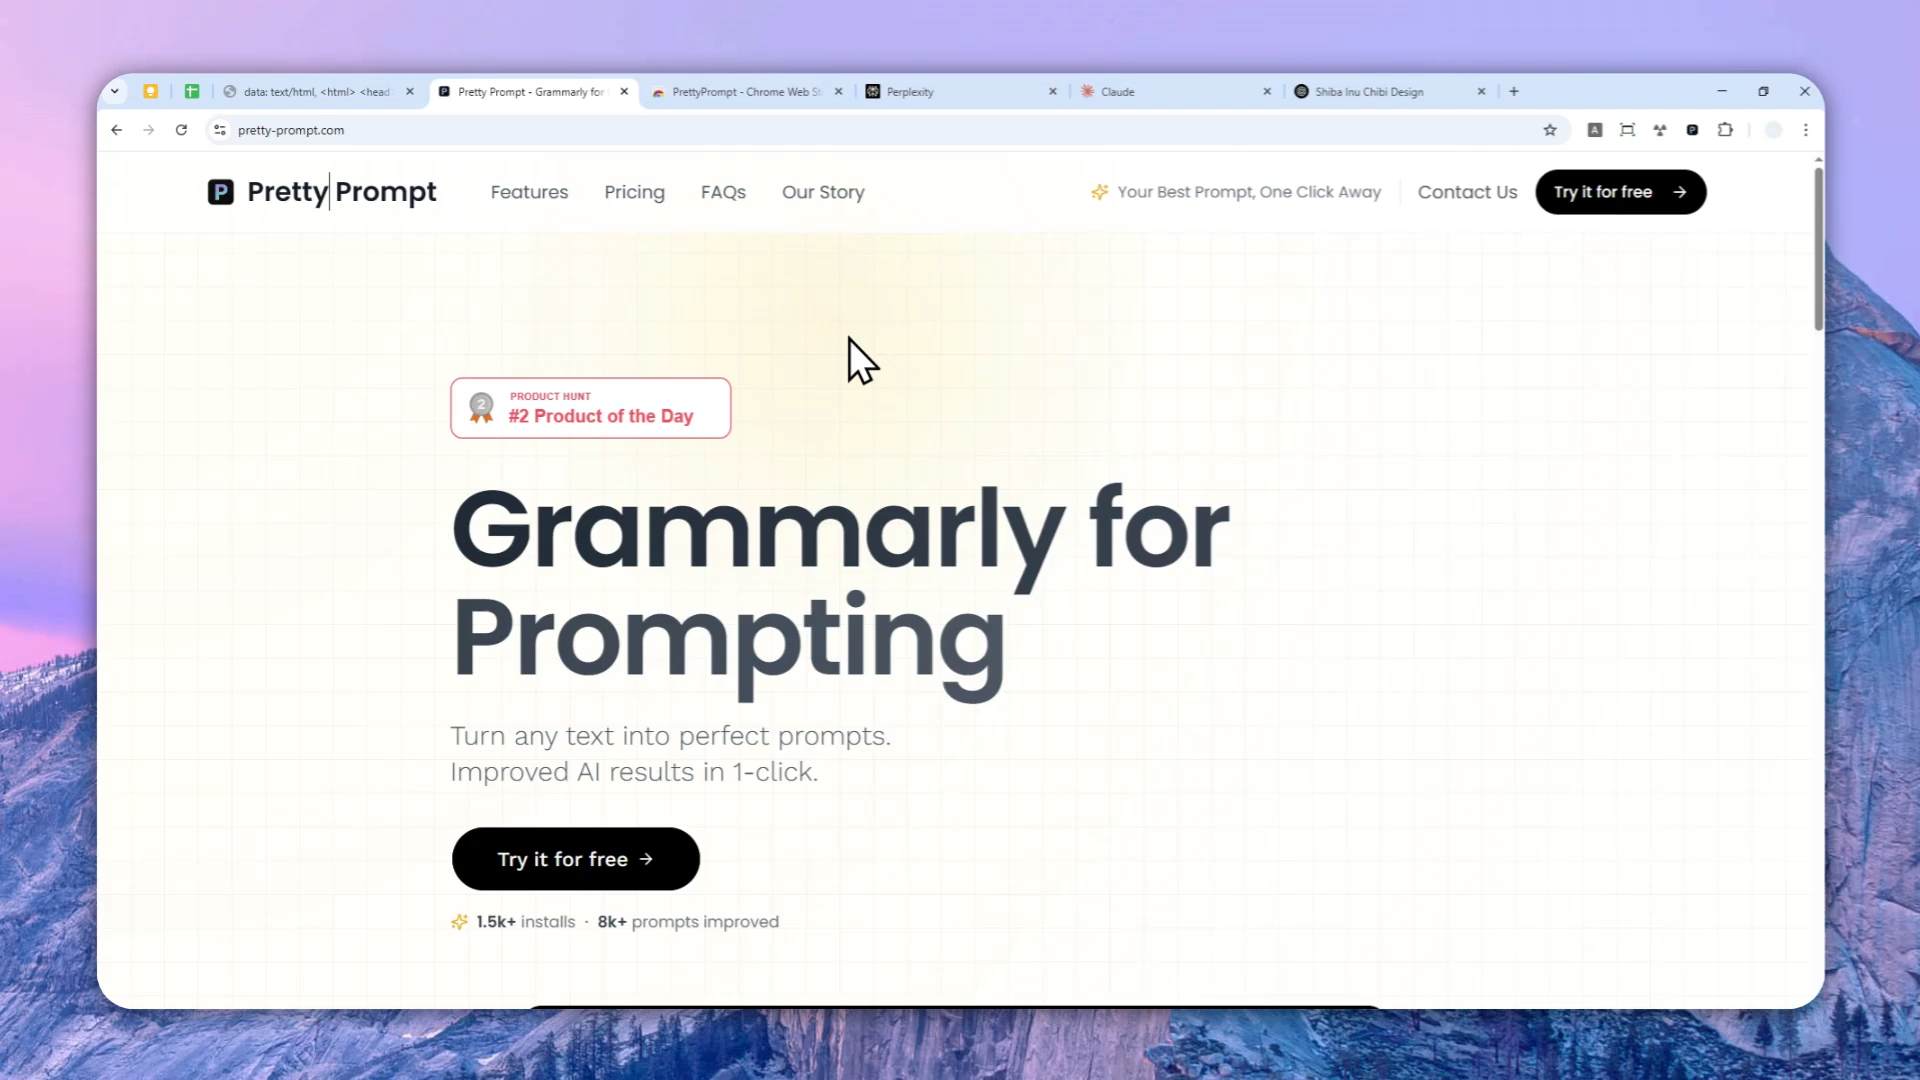 data: text/html, <html> <head
Pretty Prompt - Grammarly for
PrettyPrompt - Chrome Web St
Perplexity
Claude
Shiba Inu Chibi Design
pretty-prompt.com
A
P
P
Pretty Prompt
Features
Pricing
FAQs
Our Story
Your Best Prompt, One Click Away
Contact Us
Try it for free →
2
PRODUCT HUNT
#2 Product of the Day
Grammarly for
Prompting
Turn any text into perfect prompts.
Improved AI results in 1-click.
Try it for free →
1.5k+ installs · 8k+ prompts improved